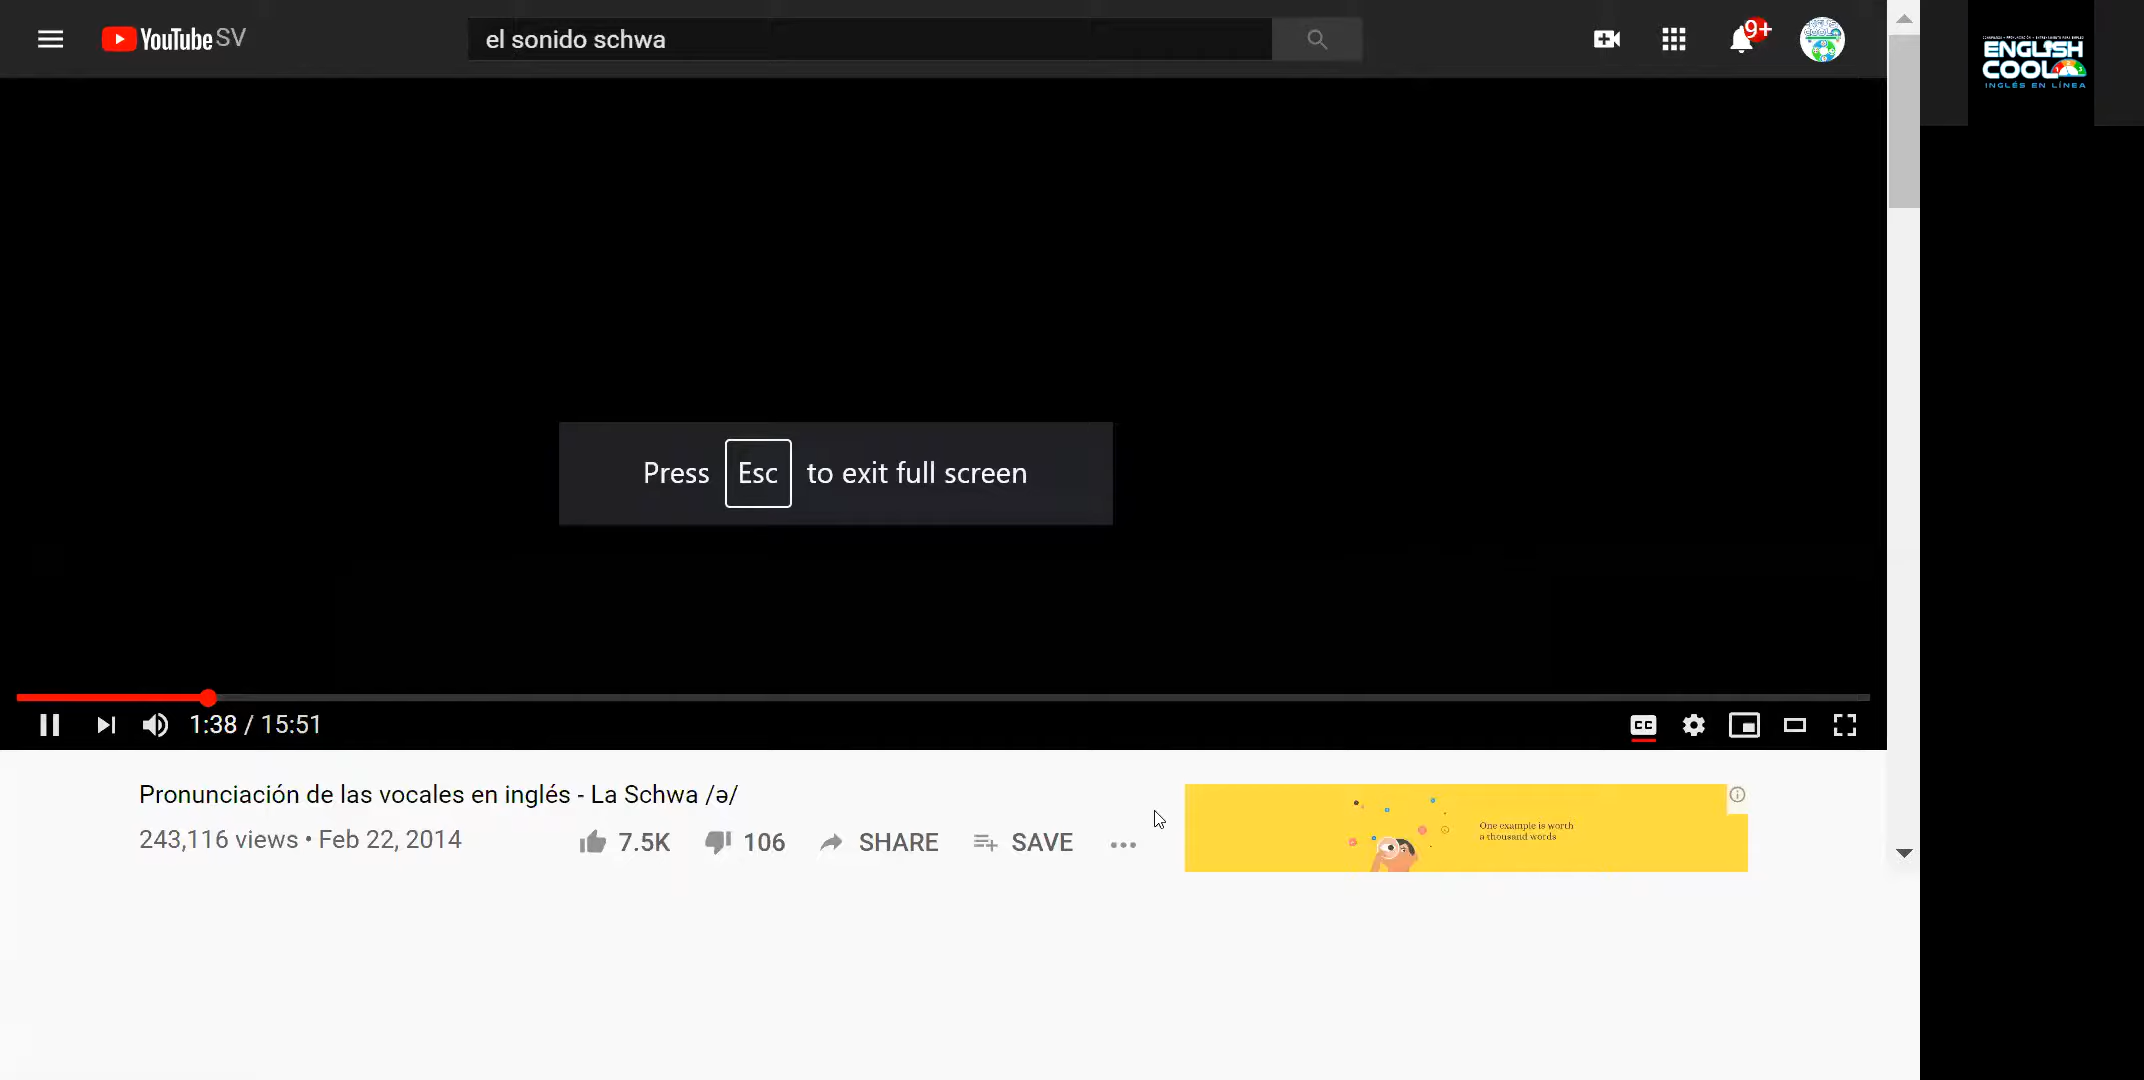 YouTube SV
el sonido schwa
9+
ENGLISH
COOL
INGLÉS EN LÍNEA
Press Esc to exit full screen
1:38 / 15:51
CC
Pronunciación de las vocales en inglés - La Schwa /ə/
243,116 views • Feb 22, 2014
7.5K
106
SHARE
SAVE
One example is worth
a thousand words